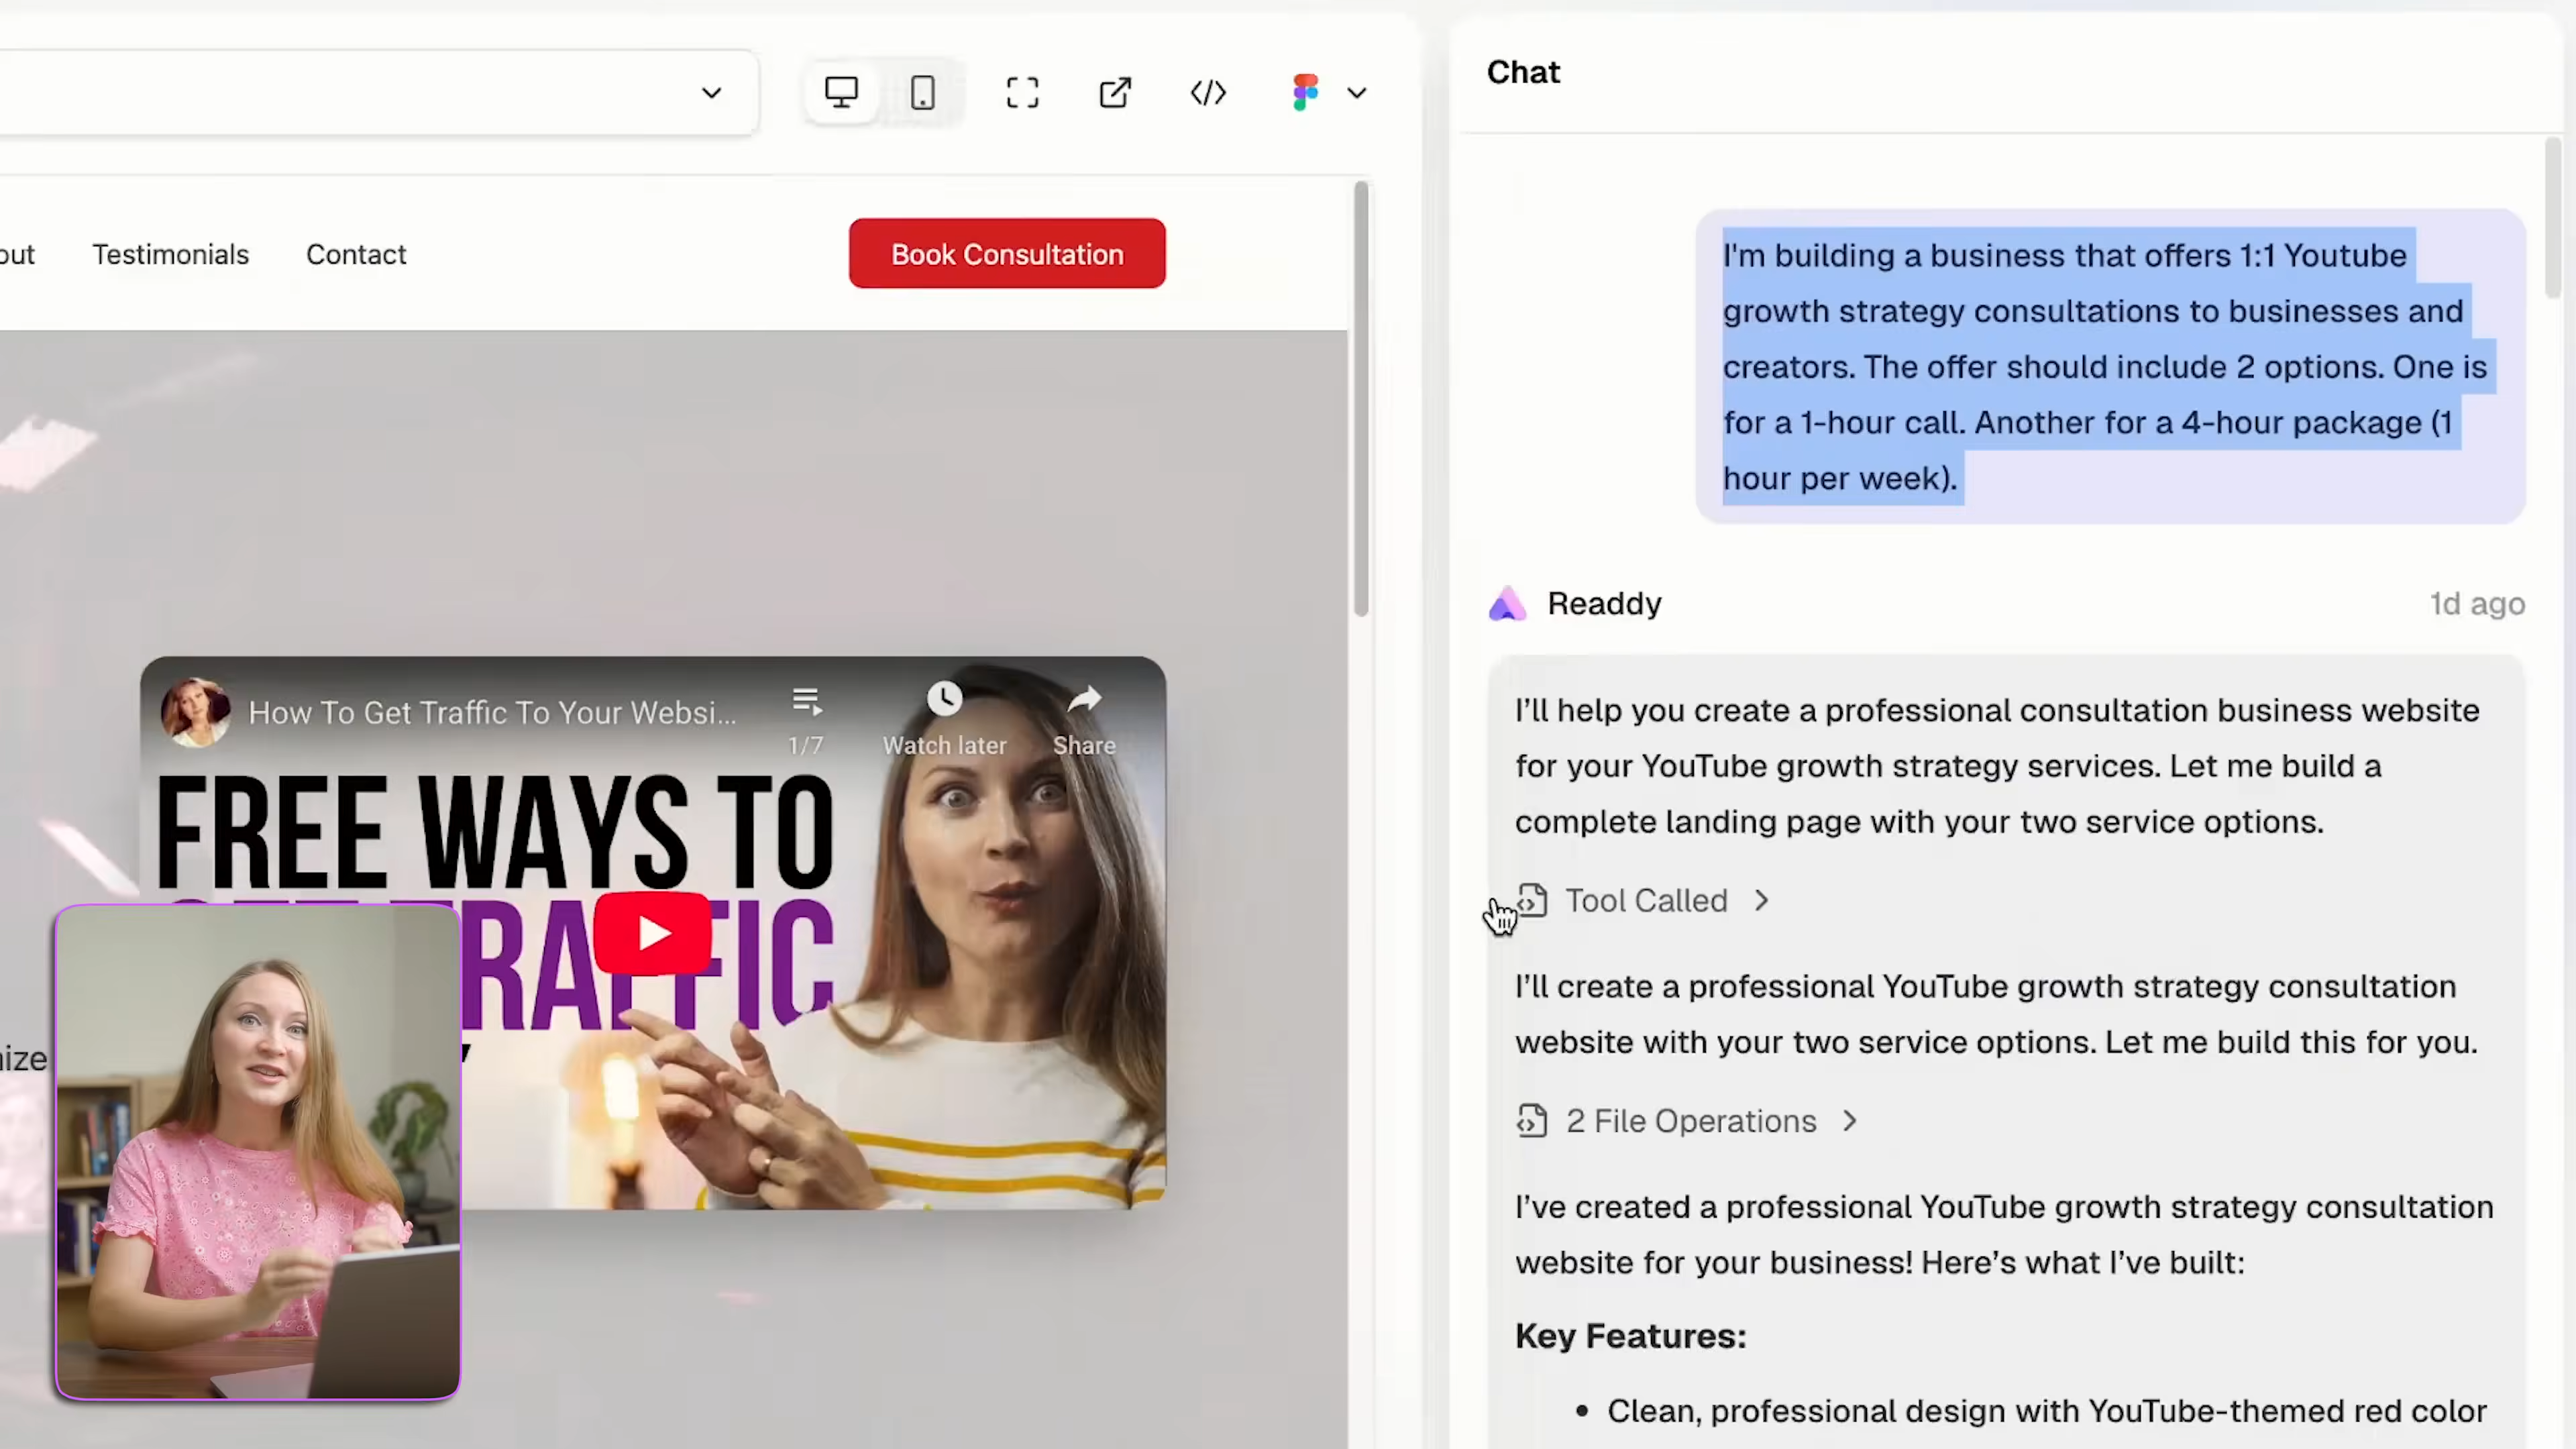 Chat
out Testimonials Contact Book Consultation
I'm building a business that offers 1:1 Youtube
growth strategy consultations to businesses and
creators. The offer should include 2 options. One is
for a 1-hour call. Another for a 4-hour package (1
hour per week).
Readdy 1d ago
I'll help you create a professional consultation business website
for your YouTube growth strategy services. Let me build a
complete landing page with your two service options.
Tool Called
I'll create a professional YouTube growth strategy consultation
website with your two service options. Let me build this for you.
2 File Operations
I've created a professional YouTube growth strategy consultation
website for your business! Here's what I've built:
Key Features:
• Clean, professional design with YouTube-themed red color
How To Get Traffic To Your Websi...
1/7 Watch later Share
FREE WAYS TO
TRAFFIC
nize